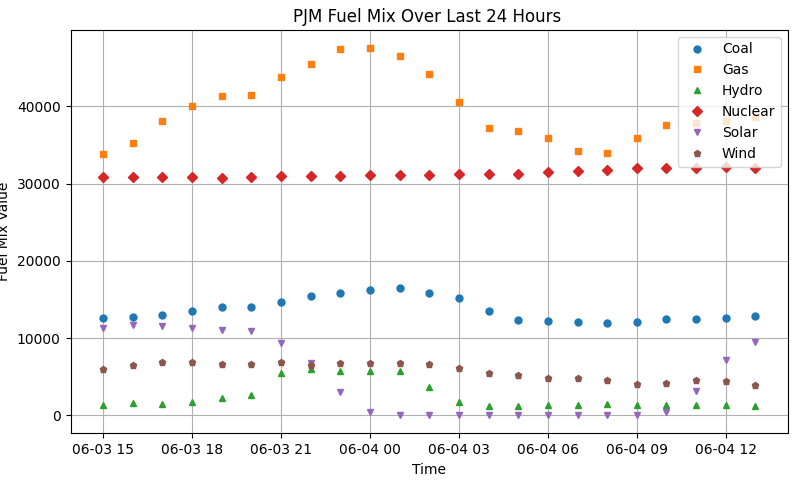 PJM Fuel Mix Over Last 24 Hours
Coal
Gas
Hydro
Nuclear
Solar
Wind
40000
30000
20000
10000
0
Fuel Mix Value
06-03 15
06-03 18
06-03 21
06-04 00
06-04 03
06-04 06
06-04 09
06-04 12
Time